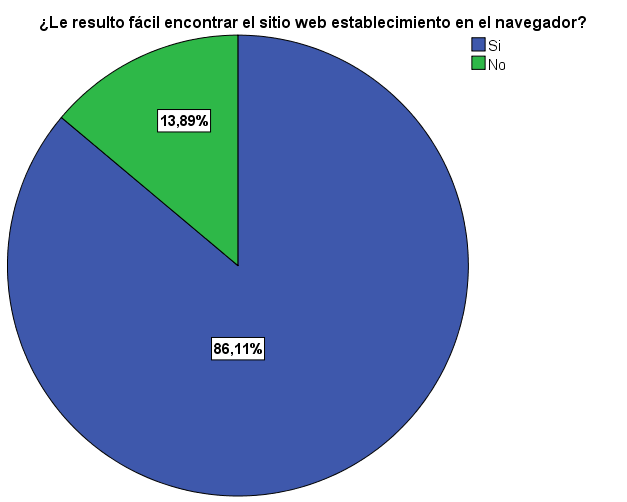 ¿Le resulto fácil encontrar el sitio web establecimiento en el navegador?
Si
No
13,89%
86,11%